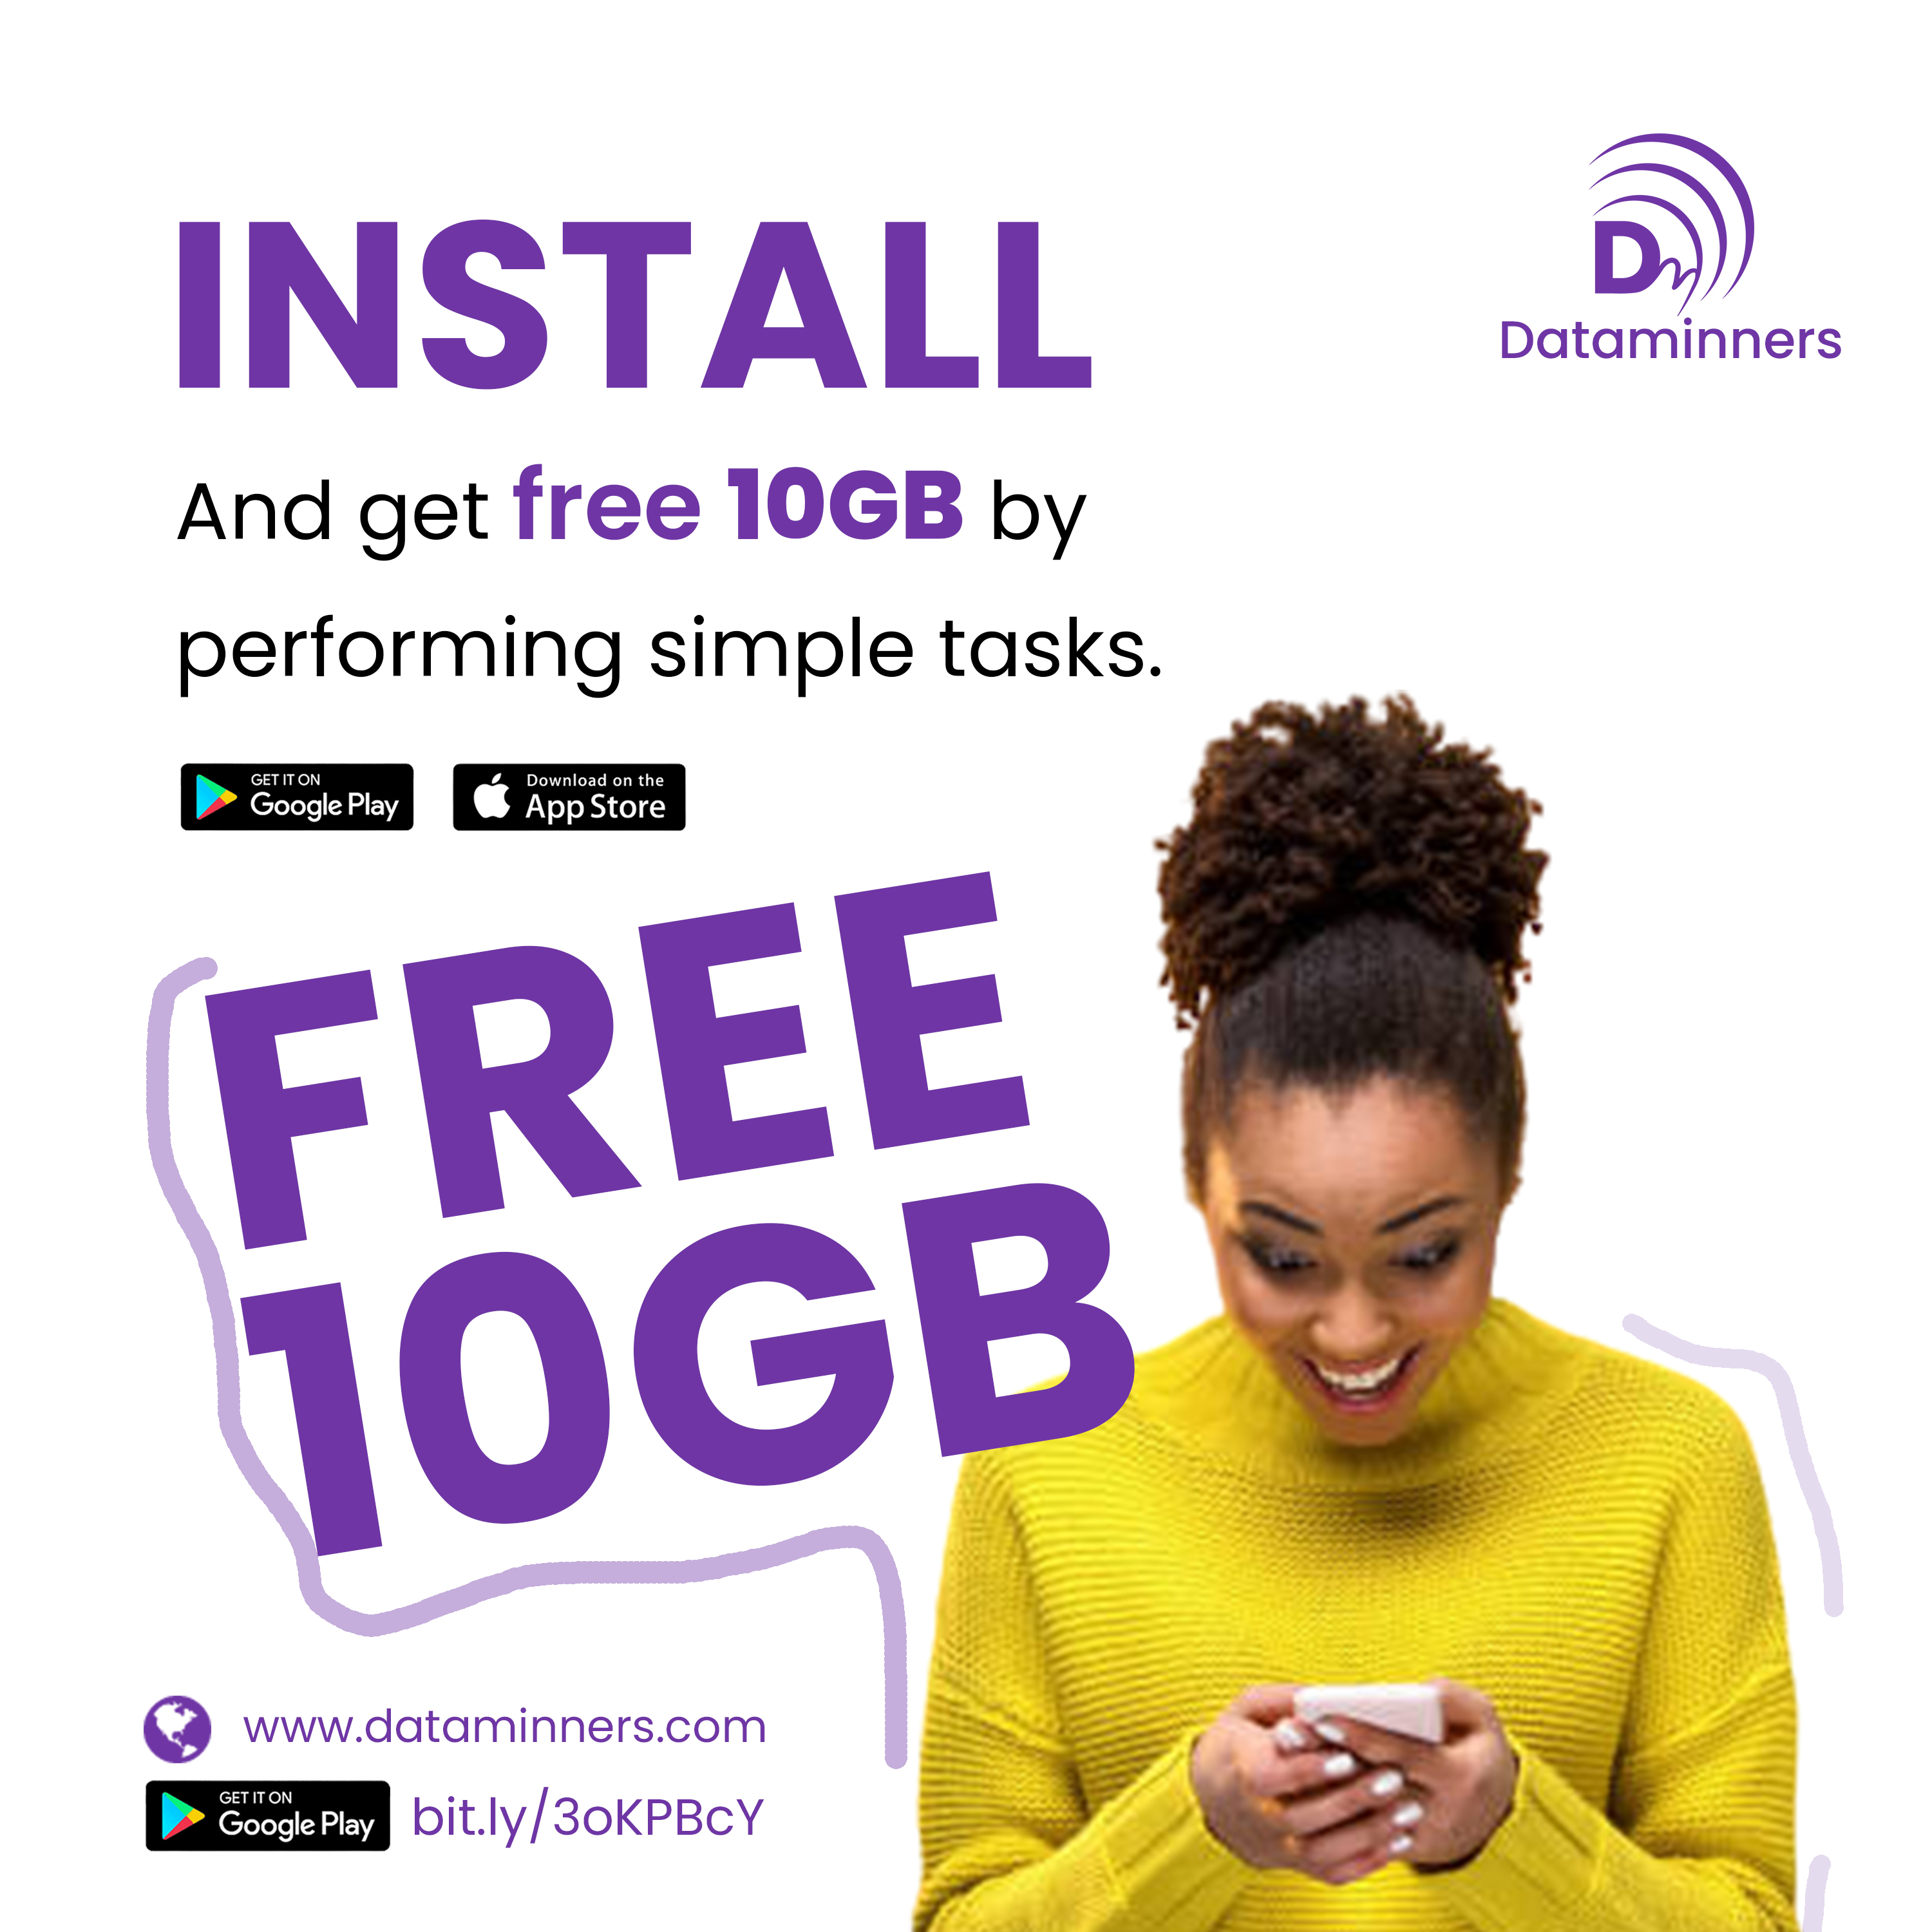 Dn
Dataminners
INSTALL
And get free 10GB by
performing simple tasks.
GET IT ON
Google Play
Download on the
App Store
FREE
10GB
www.dataminners.com
GET IT ON
Google Play
bit.ly/3oKPBcY